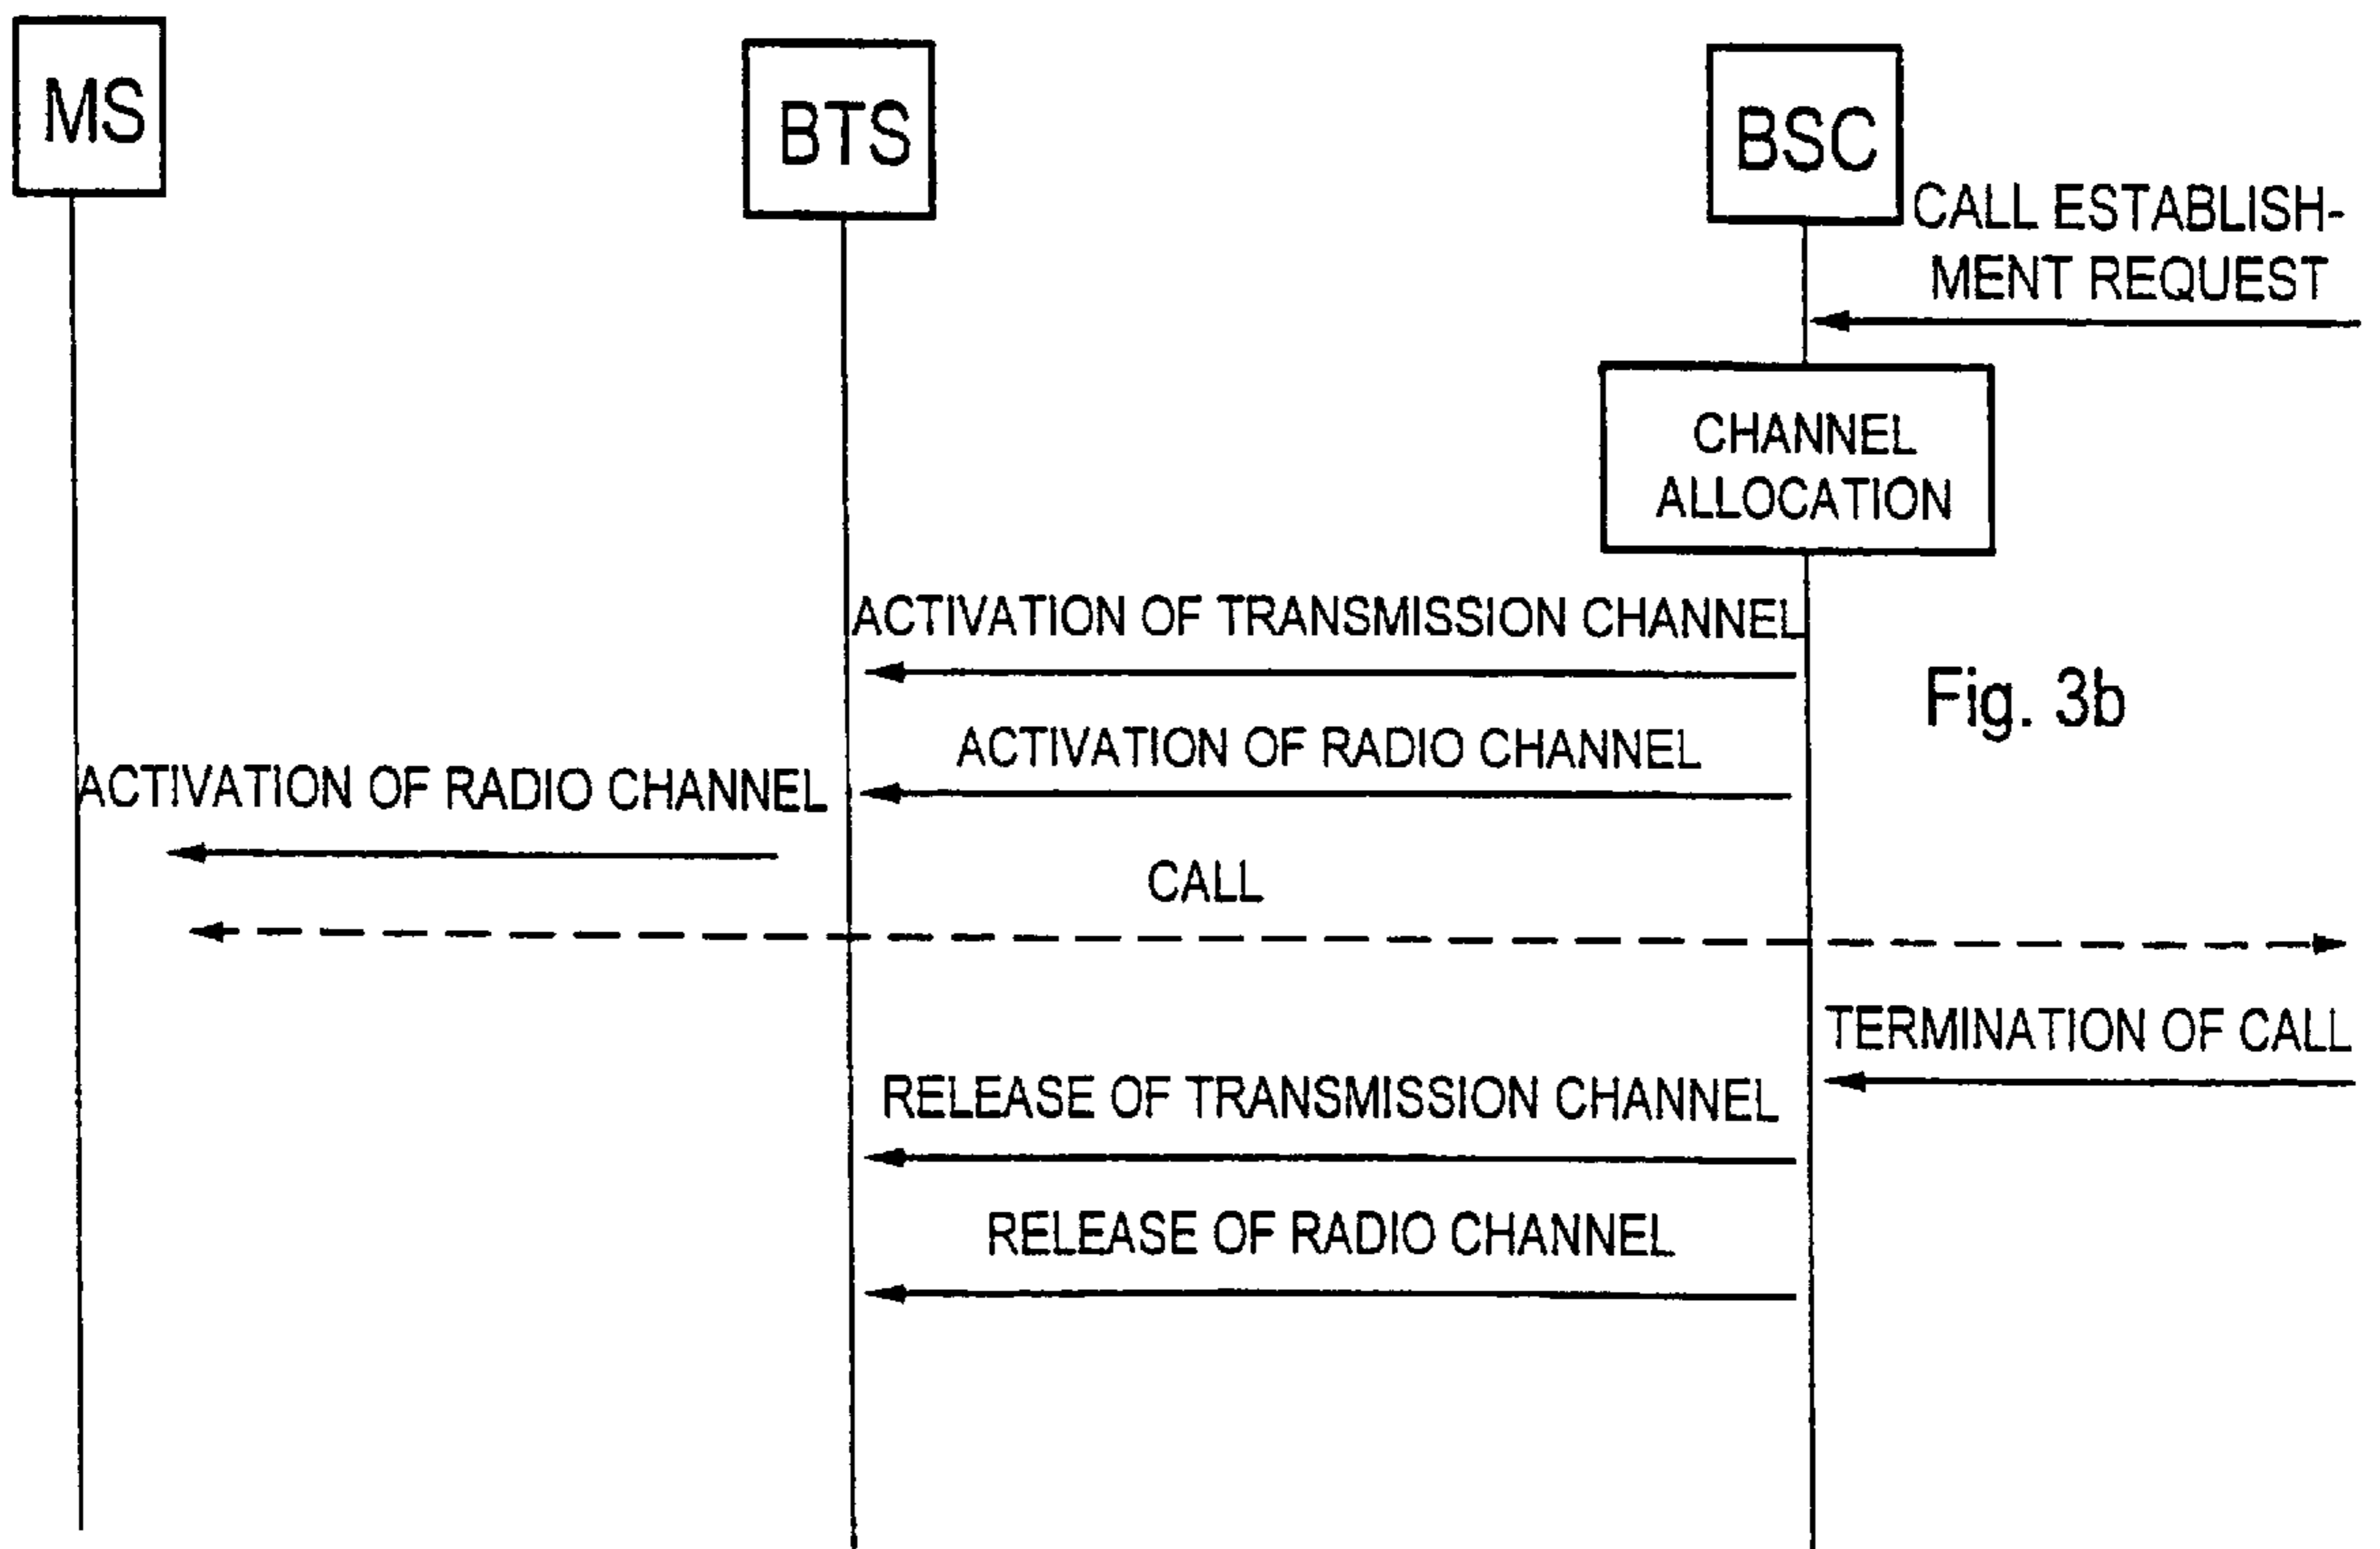 MS
BTS
BSC
CALL ESTABLISH-
MENT REQUEST
CHANNEL
ALLOCATION
ACTIVATION OF TRANSMISSION CHANNEL
Fig. 3b
ACTIVATION OF RADIO CHANNEL
ACTIVATION OF RADIO CHANNEL
CALL
TERMINATION OF CALL
RELEASE OF TRANSMISSION CHANNEL
RELEASE OF RADIO CHANNEL